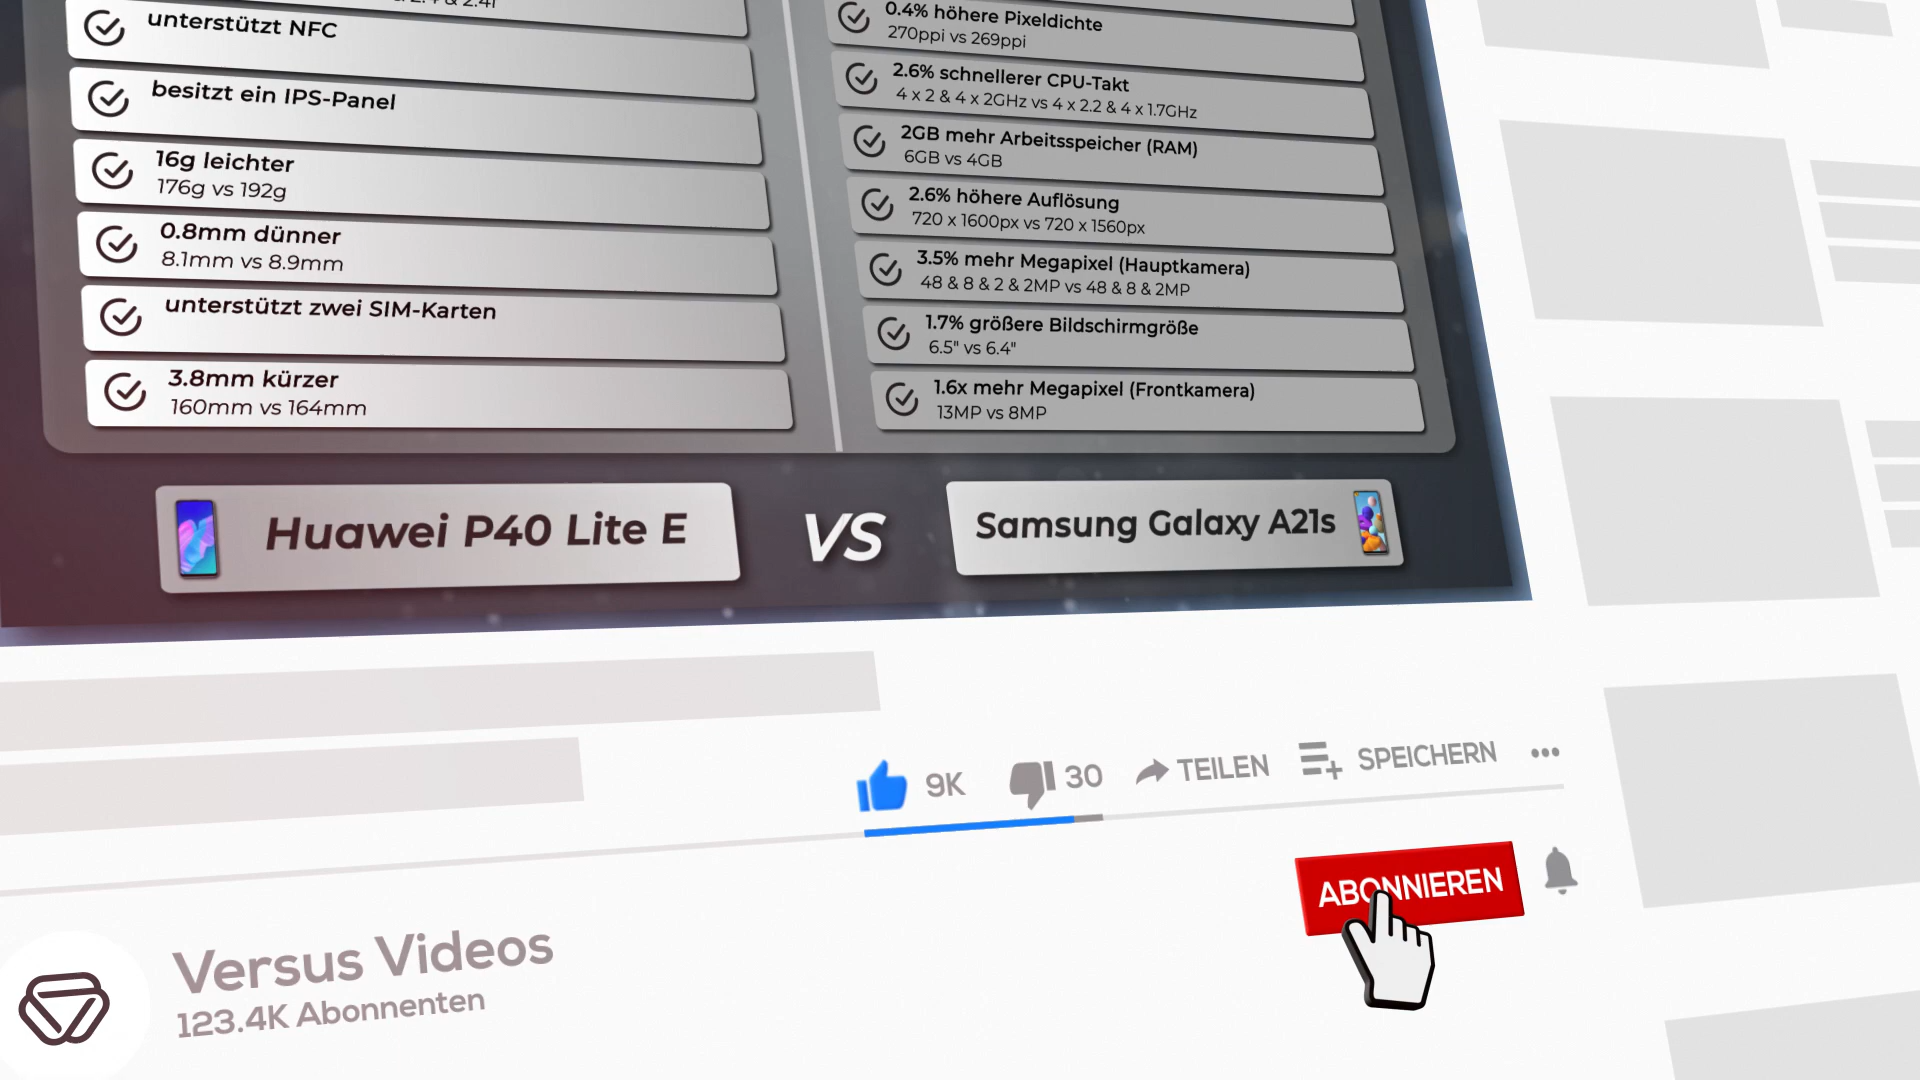 unterstützt NFC
besitzt ein IPS-Panel
16g leichter
176g vs 192g
0.8mm dünner
8.1mm vs 8.9mm
unterstützt zwei SIM-Karten
3.8mm kürzer
160mm vs 164mm
0.4% höhere Pixeldichte
270ppi vs 269ppi
2.6% schnellerer CPU-Takt
4 x 2 & 4 x 2GHz vs 4 x 2.2 & 4 x 1.7GHz
2GB mehr Arbeitsspeicher (RAM)
6GB vs 4GB
2.6% höhere Auflösung
720 x 1600px vs 720 x 1560px
3.5% mehr Megapixel (Hauptkamera)
48 & 8 & 2 & 2MP vs 48 & 8 & 2MP
1.7% größere Bildschirmgröße
6.5" vs 6.4"
1.6x mehr Megapixel (Frontkamera)
13MP vs 8MP
Huawei P40 Lite E
VS
Samsung Galaxy A21s
9K
30
TEILEN
SPEICHERN
ABONNIEREN
Versus Videos
123.4K Abonnenten